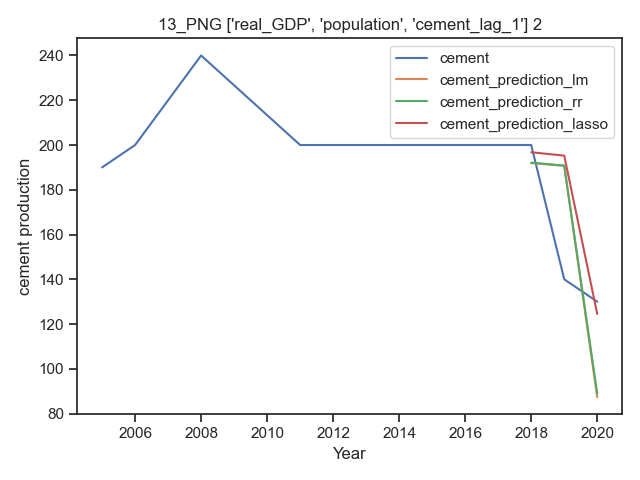 13_PNG ['real_GDP', 'population', 'cement_lag_1'] 2
cement
cement_prediction_lm
cement_prediction_rr
cement_prediction_lasso
cement production
240
220
200
180
160
140
120
100
80
2006 2008 2010 2012 2014 2016 2018 2020
Year